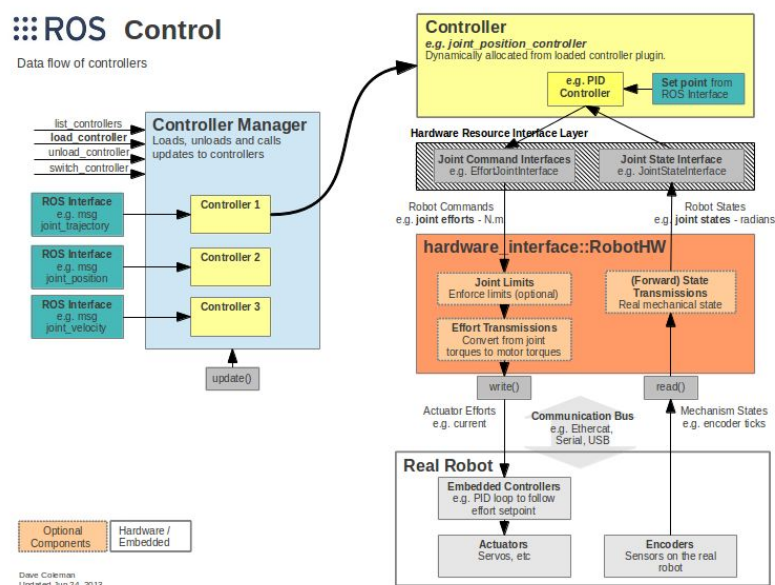 ROS Control
Data flow of controllers
list_controllers
load_controller
unload_controller
switch_controller
Controller Manager
Loads, unloads and calls
updates to controllers
ROS Interface
e.g. msg
joint_trajectory
Controller 1
ROS Interface
e.g. msg
joint_position
Controller 2
ROS Interface
e.g. msg
joint_velocity
Controller 3
update()
Controller
e.g. joint_position_controller
Dynamically allocated from loaded controller plugin.
e.g. PID
Controller
Set point from
ROS Interface
Hardware Resource Interface Layer
Joint Command Interfaces
e.g. EffortJointInterface
Joint State Interface
e.g. JointStateInterface
Robot Commands
e.g. joint efforts - N.m
Robot States
e.g. joint states - radians
hardware_interface::RobotHW
Joint Limits
Enforce limits (optional)
Effort Transmissions
Convert from joint
torques to motor torques
(Forward) State
Transmissions
Real mechanical state
write()
read()
Actuator Efforts
e.g. current
Communication Bus
e.g. Ethercat,
Serial, USB
Mechanism States
e.g. encoder ticks
Real Robot
Embedded Controllers
e.g. PID loop to follow
effort setpoint
Actuators
Servos, etc
Encoders
Sensors on the real
robot
Optional
Components
Hardware /
Embedded
Dave Coleman
Updated Jun 24, 2013